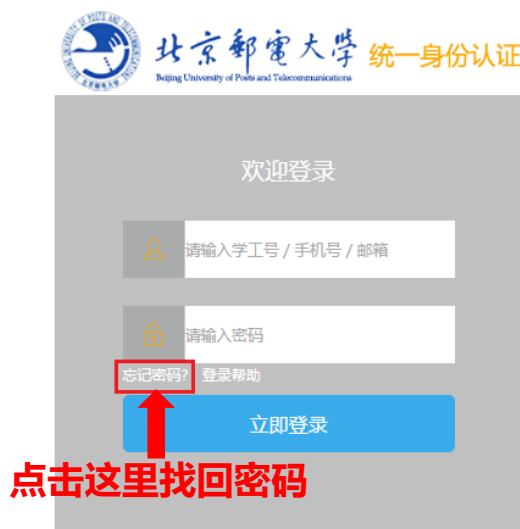 北京郵電大學 统一身份认证
Beijing University of Posts and Telecommunications
欢迎登录
请输入学工号 / 手机号 / 邮箱
请输入密码
忘记密码? 登录帮助
立即登录
点击这里找回密码